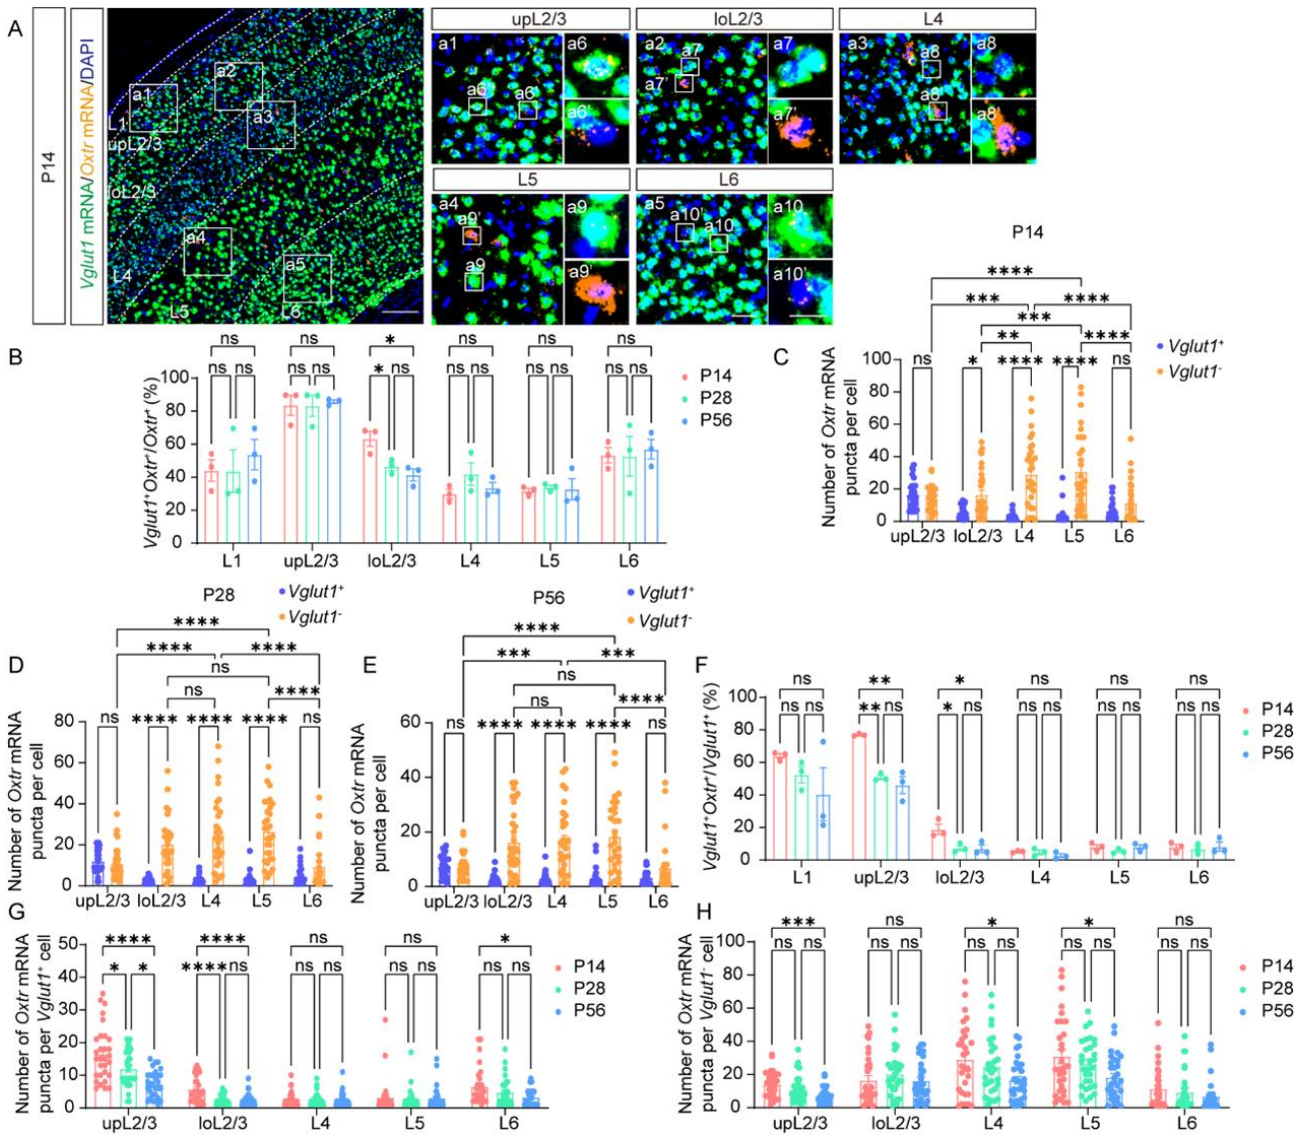 A
P14
Vglut1 mRNA/Oxtr mRNA/DAPI
a1
a2
a3
a4
a5
L1
upL2/3
loL2/3
L4
L5
L6
upL2/3
a1
a6
a6'
a6
a6'
loL2/3
a2
a7
a7'
a7
a7'
L4
a3
a8
a8'
a8
a8'
L5
a4
a9'
a9
a9
a9'
L6
a5
a10'
a10
a10
a10'
B
Vglut1+Oxtr+/Oxtr+ (%)
100
80
60
40
20
0
ns ns * ns ns ns
ns ns ns ns * ns ns ns ns ns ns ns
L1 upL2/3 loL2/3 L4 L5 L6
P14
P28
P56
C
P14
Number of Oxtr mRNA
puncta per cell
100
80
60
40
20
0
****
*** ****
***
** ****
ns * **** **** ns
upL2/3 loL2/3 L4 L5 L6
Vglut1+
Vglut1-
D
P28
Vglut1+
Vglut1-
Number of Oxtr mRNA
puncta per cell
80
60
40
20
0
****
**** ****
ns
ns ****
ns **** **** **** ns
upL2/3 loL2/3 L4 L5 L6
E
P56
Vglut1+
Vglut1-
Number of Oxtr mRNA
puncta per cell
60
40
20
0
****
*** ***
ns
ns ****
ns **** **** **** ns
upL2/3 loL2/3 L4 L5 L6
F
Vglut1+Oxtr+/Vglut1+ (%)
100
80
60
40
20
0
ns ** * ns ns ns
ns ns ** ns * ns ns ns ns ns ns ns
L1 upL2/3 loL2/3 L4 L5 L6
P14
P28
P56
G
Number of Oxtr mRNA
puncta per Vglut1+ cell
50
40
30
20
10
0
**** **** ns ns *
* * **** ns ns ns ns ns ns ns
upL2/3 loL2/3 L4 L5 L6
P14
P28
P56
H
Number of Oxtr mRNA
puncta per Vglut1- cell
100
80
60
40
20
0
*** ns * * ns
ns ns ns ns ns ns ns ns ns ns
upL2/3 loL2/3 L4 L5 L6
P14
P28
P56